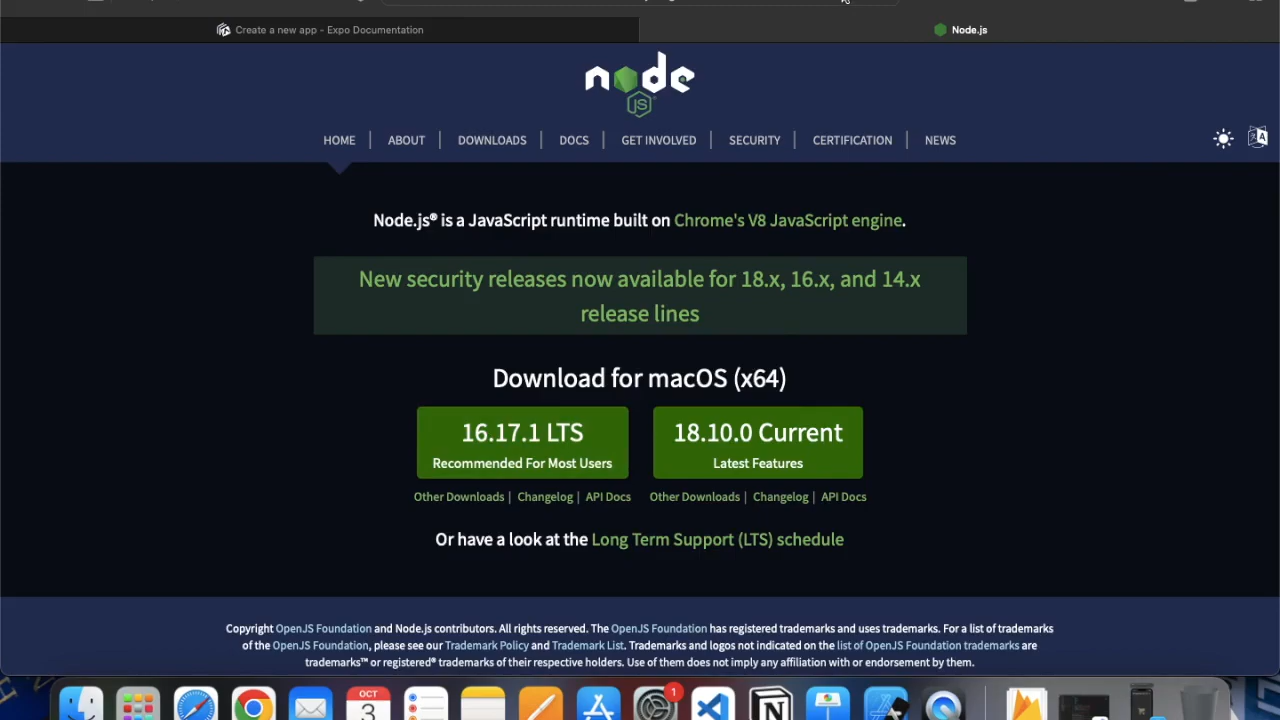 Create a new app - Expo Documentation
Node.js
node
JS
HOME
ABOUT
DOWNLOADS
DOCS
GET INVOLVED
SECURITY
CERTIFICATION
NEWS
Node.js® is a JavaScript runtime built on Chrome's V8 JavaScript engine.
New security releases now available for 18.x, 16.x, and 14.x
release lines
Download for macOS (x64)
16.17.1 LTS
Recommended For Most Users
18.10.0 Current
Latest Features
Other Downloads | Changelog | API Docs
Other Downloads | Changelog | API Docs
Or have a look at the Long Term Support (LTS) schedule
Copyright OpenJS Foundation and Node.js contributors. All rights reserved. The OpenJS Foundation has registered trademarks and uses trademarks. For a list of trademarks
of the OpenJS Foundation, please see our Trademark Policy and Trademark List. Trademarks and logos not indicated on the list of OpenJS Foundation trademarks are
trademarks™ or registered® trademarks of their respective holders. Use of them does not imply any affiliation with or endorsement by them.
OCT
3
1